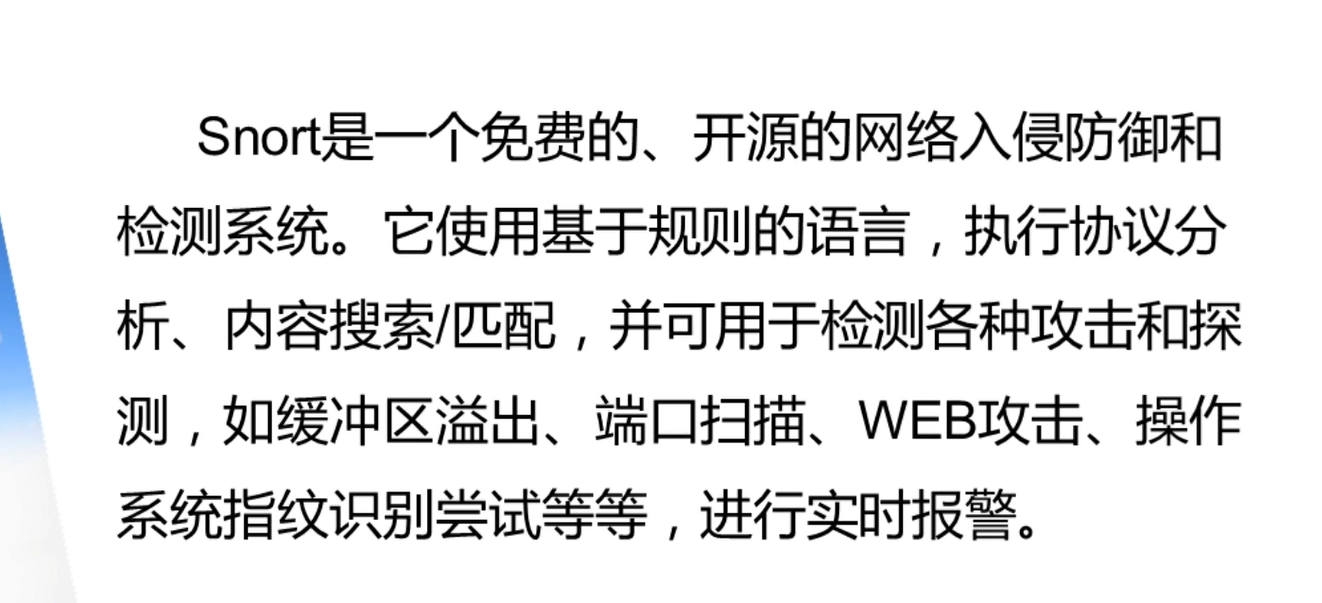 Snort是一个免费的、开源的网络入侵防御和
检测系统。它使用基于规则的语言，执行协议分
析、内容搜索/匹配，并可用于检测各种攻击和探
测，如缓冲区溢出、端口扫描、WEB攻击、操作
系统指纹识别尝试等等，进行实时报警。